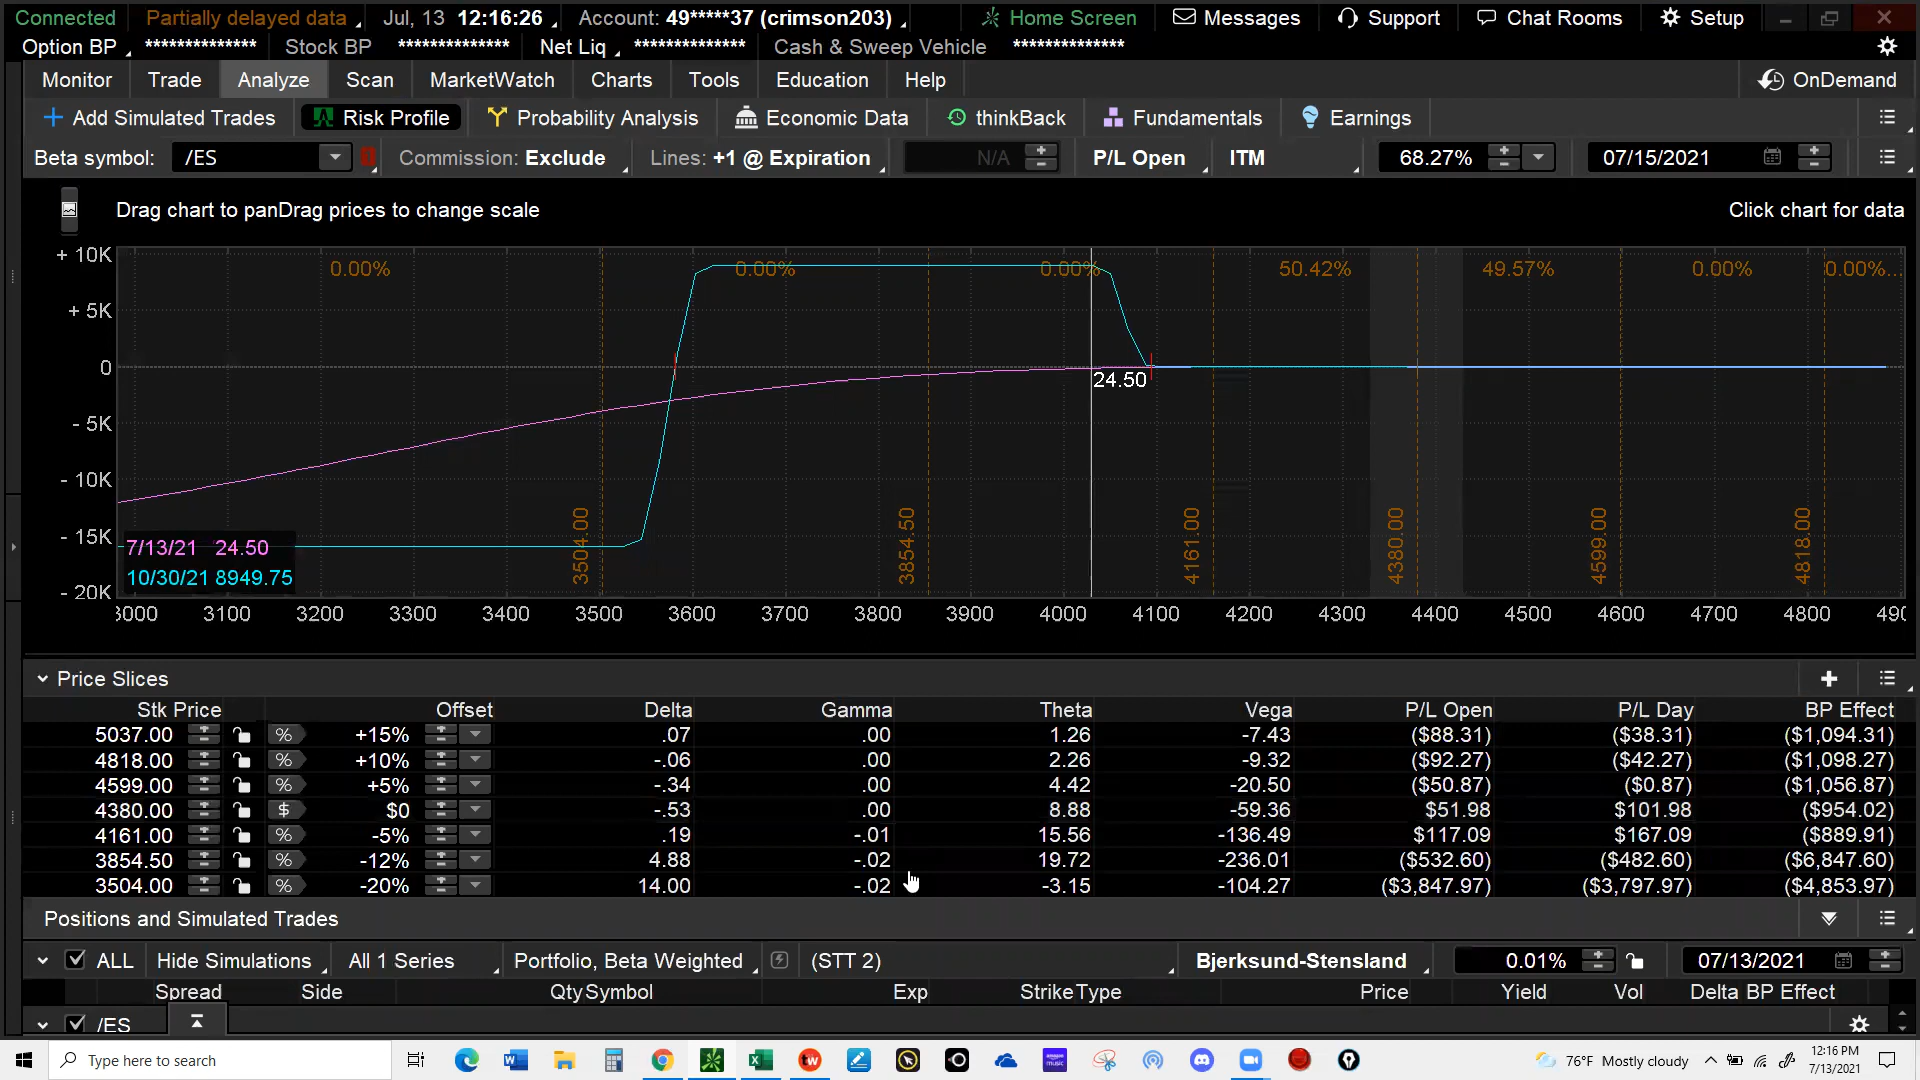 Connected Partially delayed data Jul, 13 12:16:26 Account: 49*****37 (crimson203) Home Screen Messages Support Chat Rooms Setup
Option BP ************** Stock BP ************** Net Liq ************** Cash & Sweep Vehicle **************
Monitor Trade Analyze Scan MarketWatch Charts Tools Education Help OnDemand
Add Simulated Trades Risk Profile Probability Analysis Economic Data thinkBack Fundamentals Earnings
Beta symbol: /ES Commission: Exclude Lines: +1 @ Expiration N/A P/L Open ITM 68.27% 07/15/2021
Drag chart to panDrag prices to change scale Click chart for data
+ 10K 0.00% 0.00% 0.00% 50.42% 49.57% 0.00% 0.00%...
+ 5K
0
24.50
- 5K
- 10K
- 15K
- 20K
3504.00 3854.50 4161.00 4380.00 4599.00 4818.00
7/13/21 24.50
10/30/21 8949.75
3000 3100 3200 3300 3400 3500 3600 3700 3800 3900 4000 4100 4200 4300 4400 4500 4600 4700 4800
Price Slices
Stk Price Offset Delta Gamma Theta Vega P/L Open P/L Day BP Effect
5037.00 % +15% .07 .00 1.26 -7.43 ($88.31) ($38.31) ($1,094.31)
4818.00 % +10% -.06 .00 2.26 -9.32 ($92.27) ($42.27) ($1,098.27)
4599.00 % +5% -.34 .00 4.42 -20.50 ($50.87) ($0.87) ($1,056.87)
4380.00 $ $0 -.53 .00 8.88 -59.36 $51.98 $101.98 ($954.02)
4161.00 % -5% .19 -.01 15.56 -136.49 $117.09 $167.09 ($889.91)
3854.50 % -12% 4.88 -.02 19.72 -236.01 ($532.60) ($482.60) ($6,847.60)
3504.00 % -20% 14.00 -.02 -3.15 -104.27 ($3,847.97) ($3,797.97) ($4,853.97)
Positions and Simulated Trades
ALL Hide Simulations All 1 Series Portfolio, Beta Weighted (STT 2) Bjerksund-Stensland 0.01% 07/13/2021
Spread Side Qty Symbol Exp Strike Type Price Yield Vol Delta BP Effect
/ES
Type here to search 76°F Mostly cloudy 12:16 PM
7/13/2021